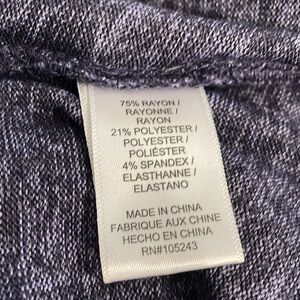 75% RAYON /
RAYONNE /
RAYON
21% POLYESTER /
POLYESTER /
POLIÉSTER
4% SPANDEX /
ELASTHANNE /
ELASTANO
MADE IN CHINA
FABRIQUE AUX CHINE
HECHO EN CHINA
RN#105243